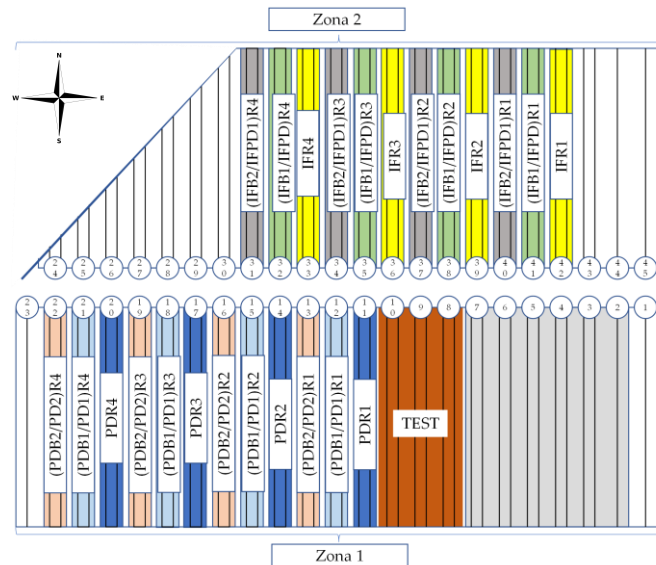 Zona 2
N
W E
S
(IFB2/IFPD1))R4
(IFB1/IFPD)R4
IFR4
(IFB2/IFPD1))R3
(IFB1/IFPD)R3
IFR3
(IFB2/IFPD1))R2
(IFB1/IFPD)R2
IFR2
(IFB2/IFPD1))R1
(IFB1/IFPD)R1
IFR1
24 25 26 27 28 29 30 31 32 33 34 35 36 37 38 39 40 41 42 43 44 45
23 22 21 20 19 18 17 16 15 14 13 12 11 10 9 8 7 6 5 4 3 2 1
(PDB2/PD2)R4
(PDB1/PD1)R4
PDR4
(PDB2/PD2)R3
(PDB1/PD1)R3
PDR3
(PDB2/PD2)R2
(PDB1/PD1)R2
PDR2
(PDB2/PD2)R1
(PDB1/PD1)R1
PDR1
TEST
Zona 1